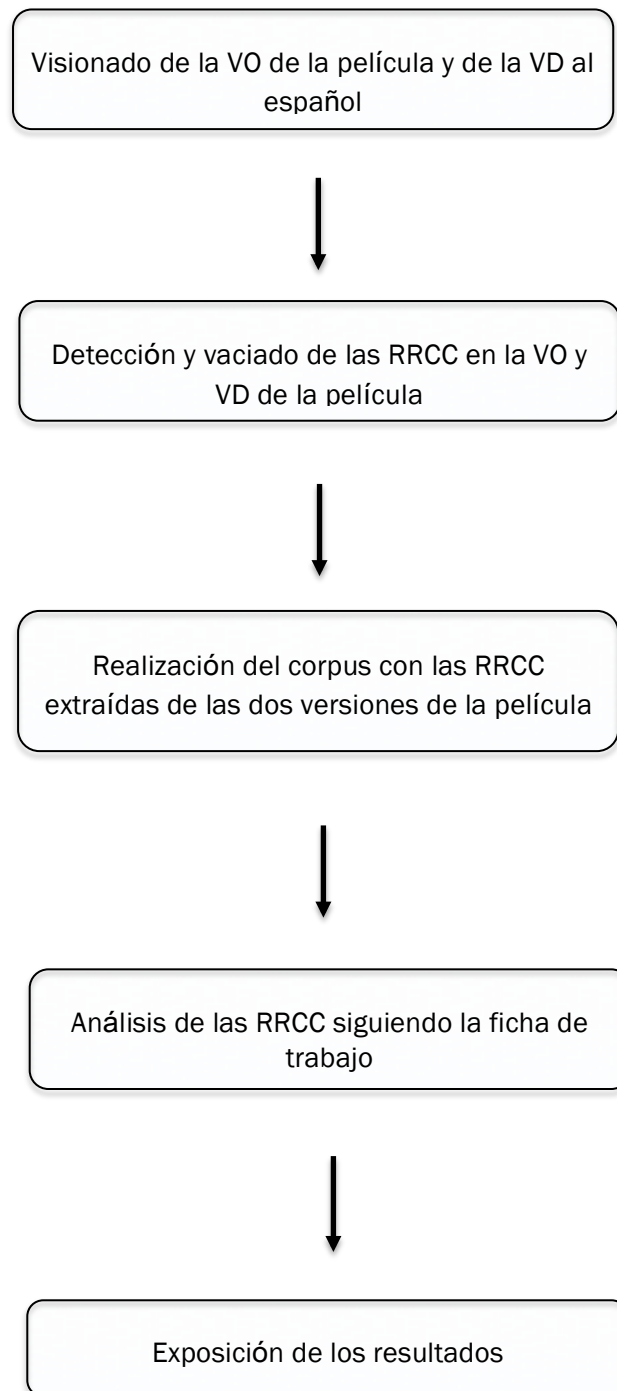 Visionado de la VO de la película y de la VD al
español
Detección y vaciado de las RRCC en la VO y
VD de la película
Realización del corpus con las RRCC
extraídas de las dos versiones de la película
Análisis de las RRCC siguiendo la ficha de
trabajo
Exposición de los resultados